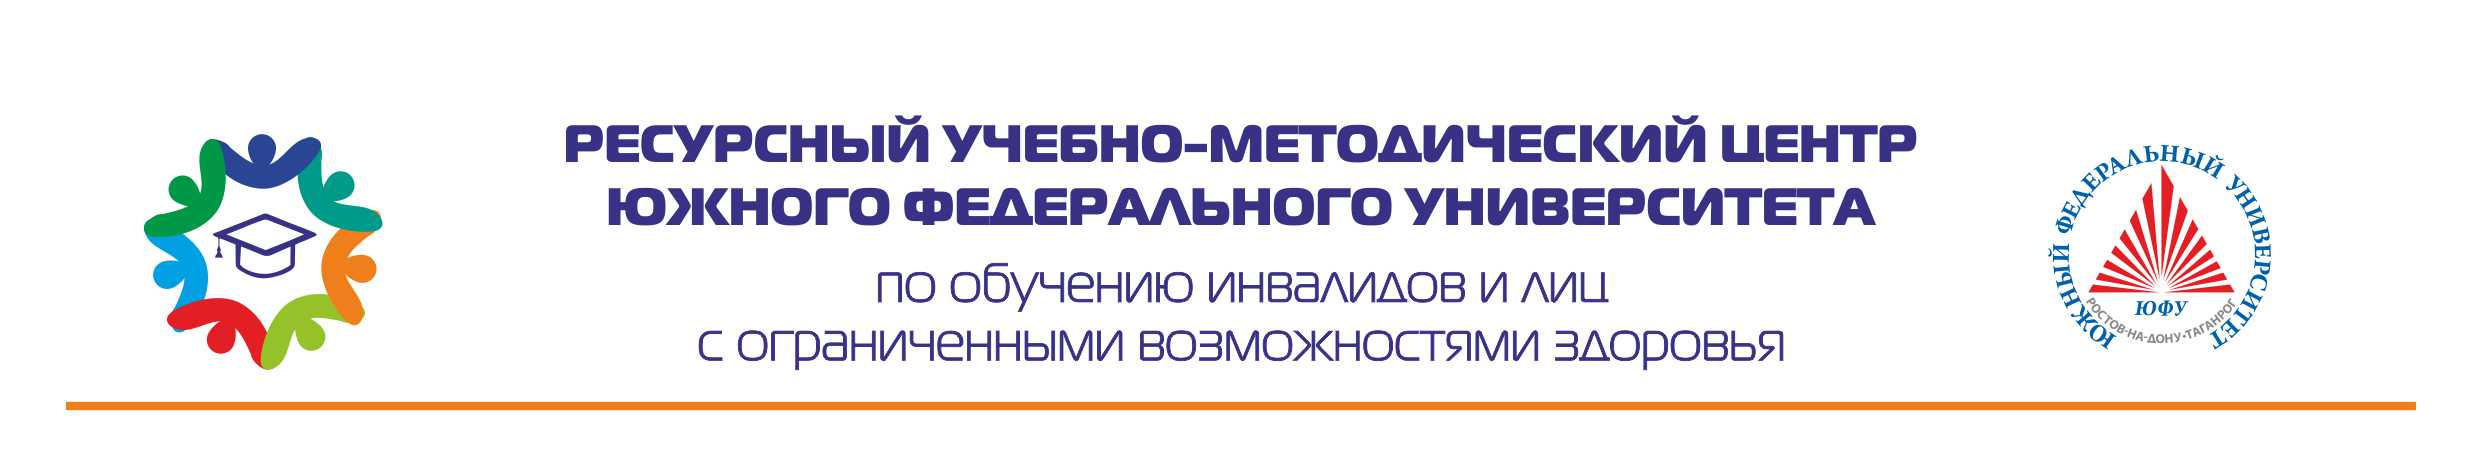 РЕСУРСНЫЙ УЧЕБНО-МЕТОДИЧЕСКИЙ ЦЕНТР
ЮЖНОГО ФЕДЕРАЛЬНОГО УНИВЕРСИТЕТА
по обучению инвалидов и лиц
с ограниченными возможностями здоровья
ЮЖНЫЙ ФЕДЕРАЛЬНЫЙ УНИВЕРСИТЕТ
ЮФУ
РОСТОВ-НА-ДОНУ•ТАГАНРОГ